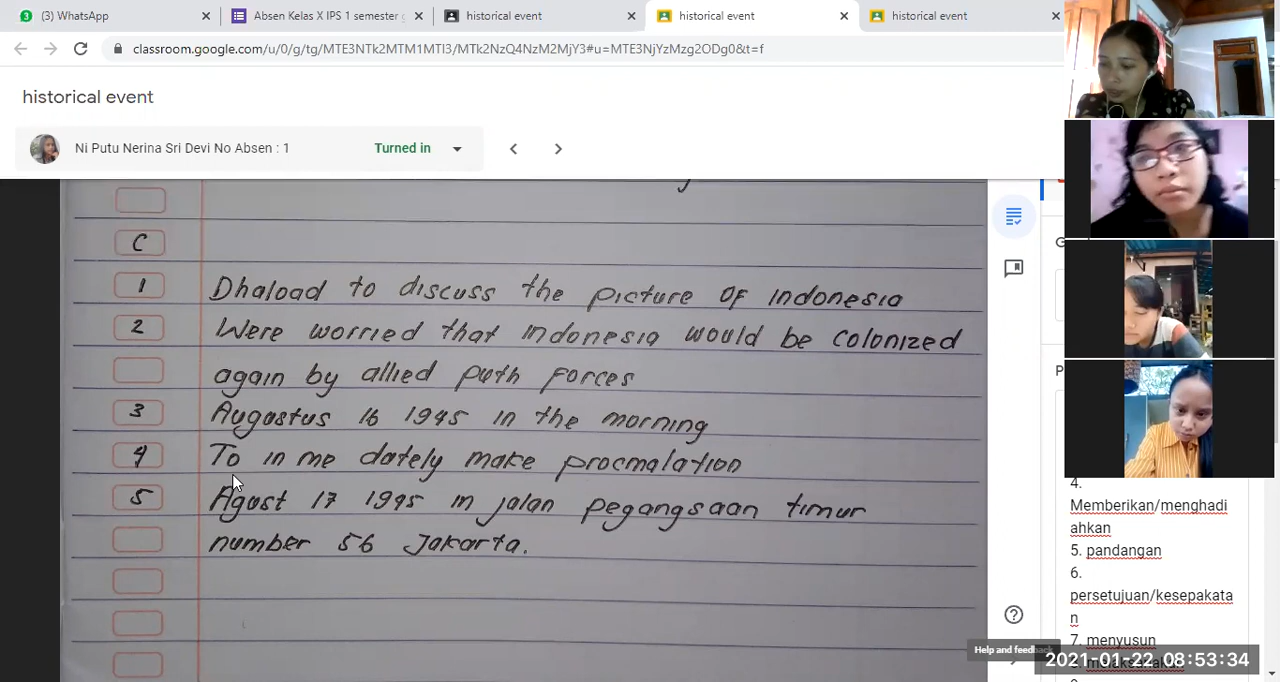 (3) WhatsApp
Absen Kelas X IPS 1 semester
historical event
historical event
historical event
classroom.google.com/u/0/g/tg/MTE3NTk2MTM1MTI3/MTk2NzQ4NzM2MjY3#u=MTE3NjYzMzg2ODg0&t=f
historical event
Ni Putu Nerina Sri Devi No Absen : 1
Turned in
C
1 Dhaload to discuss the picture OF Indonesia
2 Were worried that Indonesia would be colonized
again by allied puth forces
3 Augustus 16 1945 in the morning
4 To in me dately make procmalation
5 Agust 17 1945 in jalan pegangsaan timur
number 56 Jakarta.
4.
Memberikan/menghadi
ahkan
5. pandangan
6.
persetujuan/kesepakata
n
7. menyusun
Help and feedback
2021-01-22 08:53:34